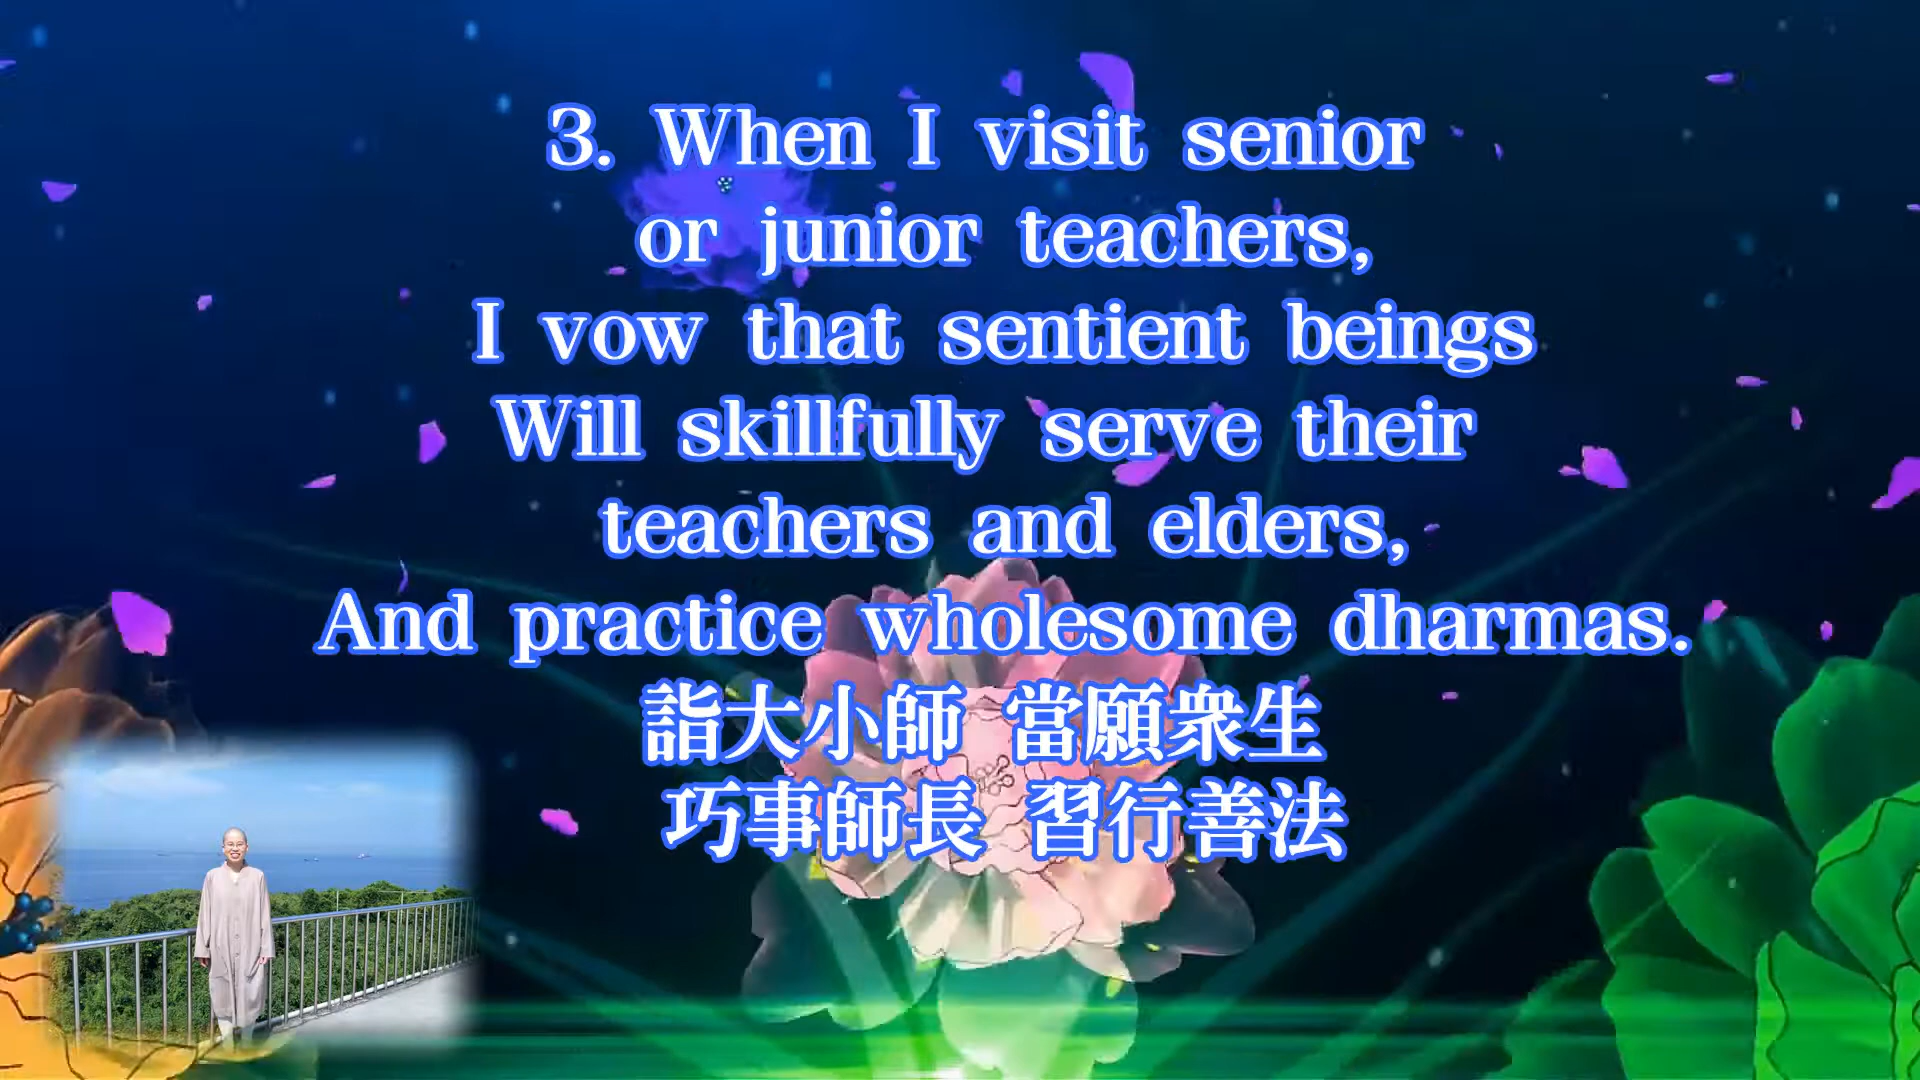 3. When I visit senior
or junior teachers,
I vow that sentient beings
Will skillfully serve their
teachers and elders,
And practice wholesome dharmas.
詣大小師 當願衆生
巧事師長 習行善法